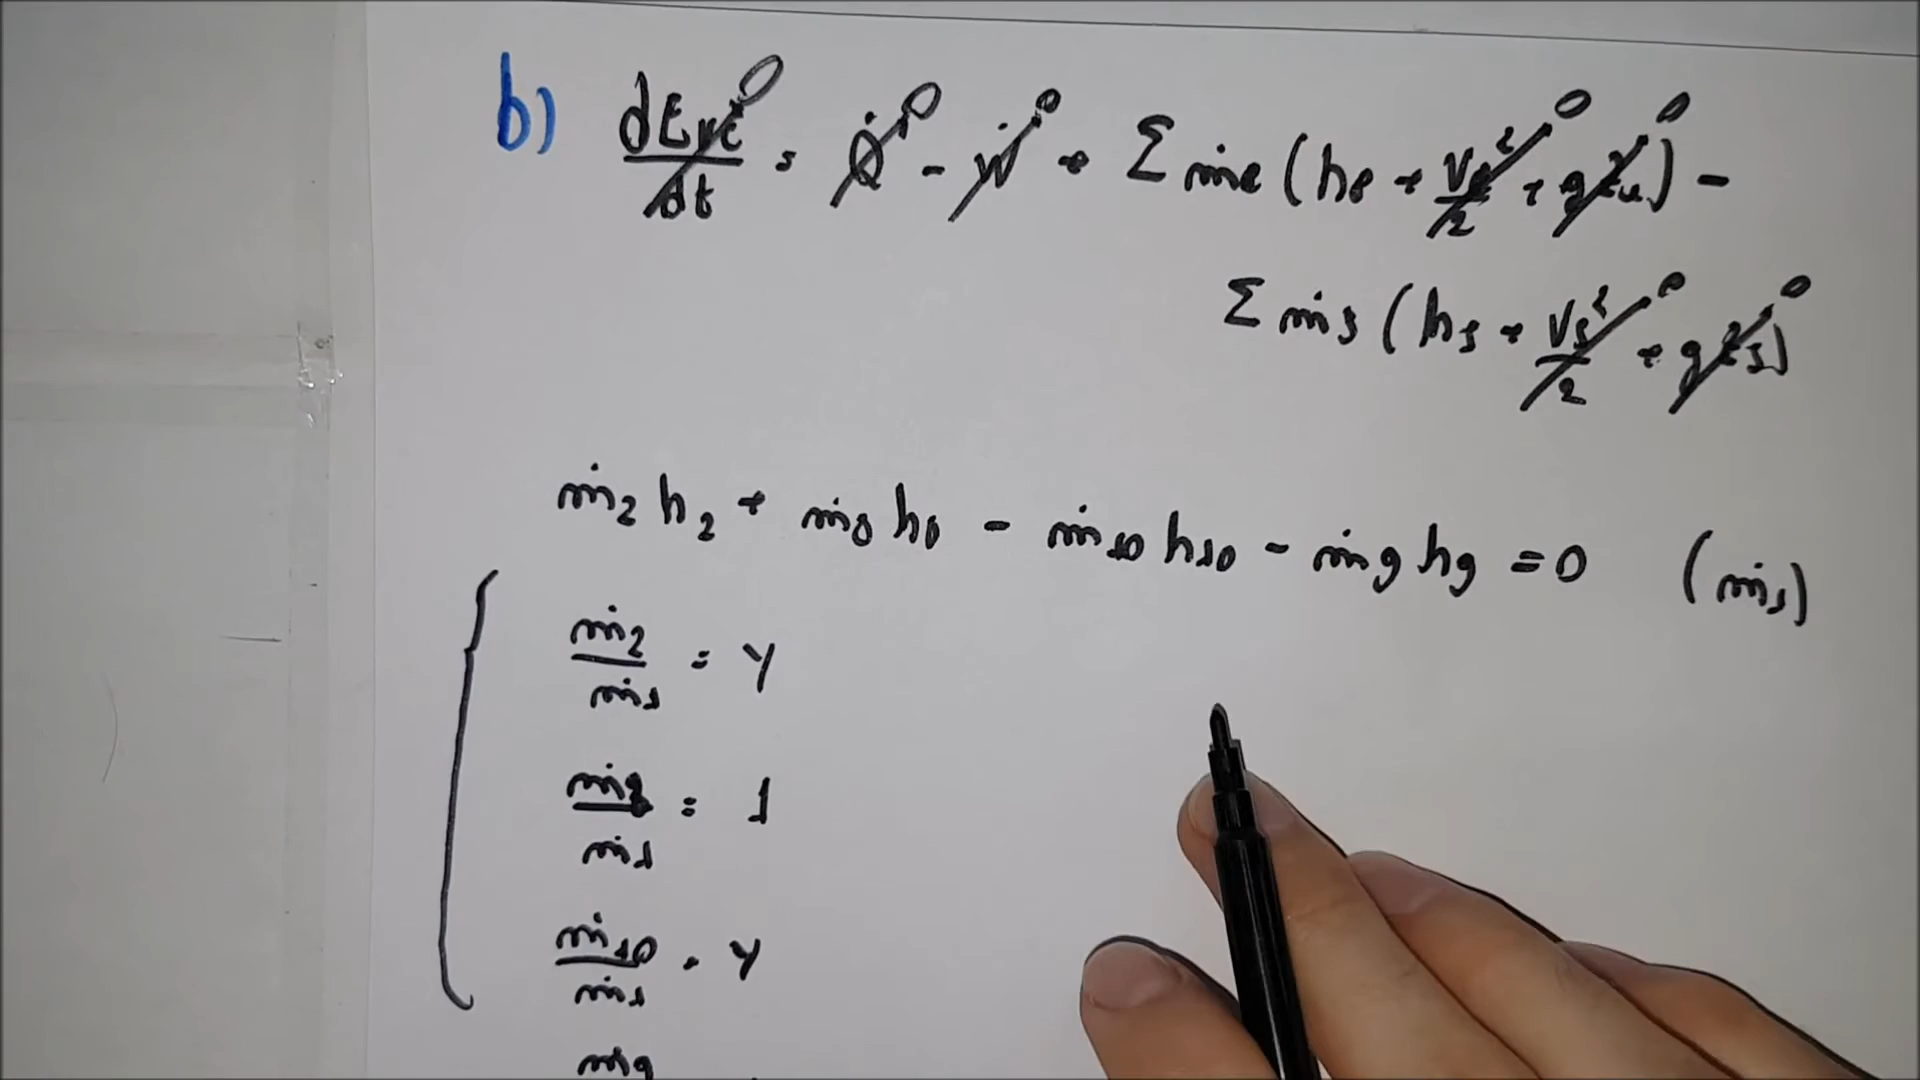 b) dEvc/dt = Q̇ - Ẇ + Σ ṁe (he + Ve²/2 + gze) -
Σ ṁs (hs + Vs²/2 + gzs)
ṁ2 h2 + ṁ8 h8 - ṁ10 h10 - ṁ9 h9 = 0 (ṁ1)
ṁ2/ṁ1 = y
ṁ8/ṁ1 = 1
ṁ10/ṁ1 = y
ṁ9